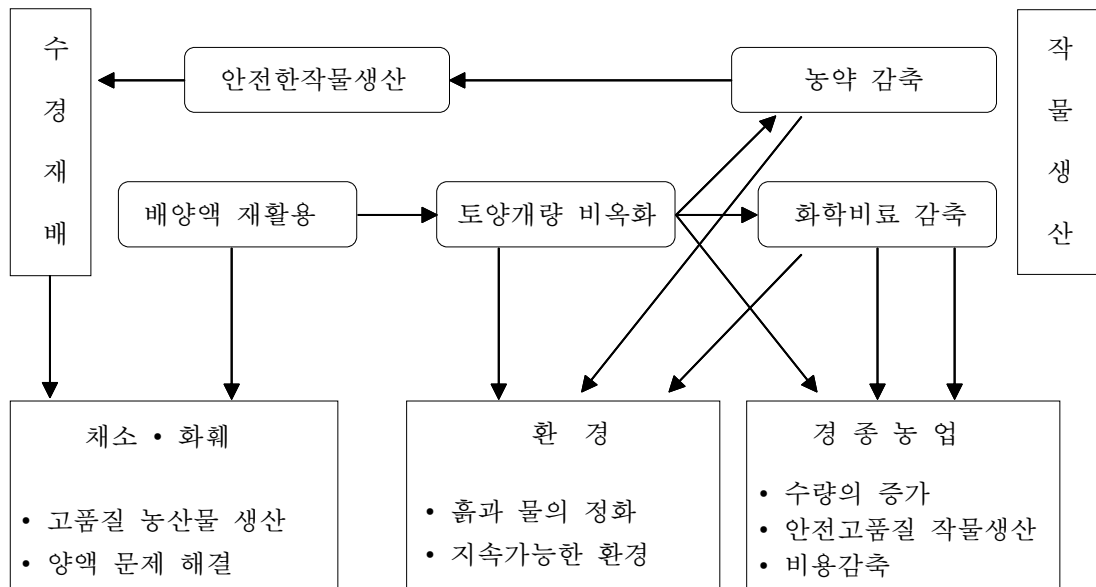 수경재배
작물생산
안전한작물생산
농약 감축
배양액 재활용
토양개량 비옥화
화학비료 감축
채소 • 화훼
• 고품질 농산물 생산
• 양액 문제 해결
환 경
• 흙과 물의 정화
• 지속가능한 환경
경 종 농 업
• 수량의 증가
• 안전고품질 작물생산
• 비용감축